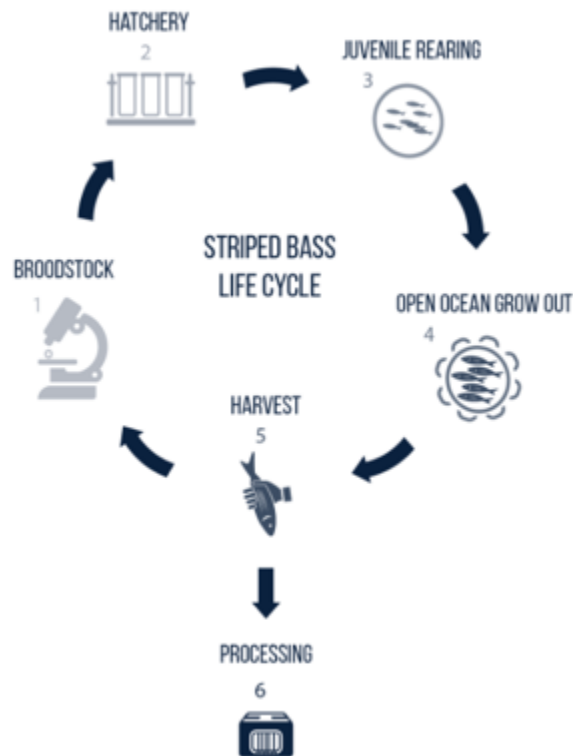 HATCHERY
2
JUVENILE REARING
3
STRIPED BASS
LIFE CYCLE
BROODSTOCK
1
OPEN OCEAN GROW OUT
4
HARVEST
5
PROCESSING
6